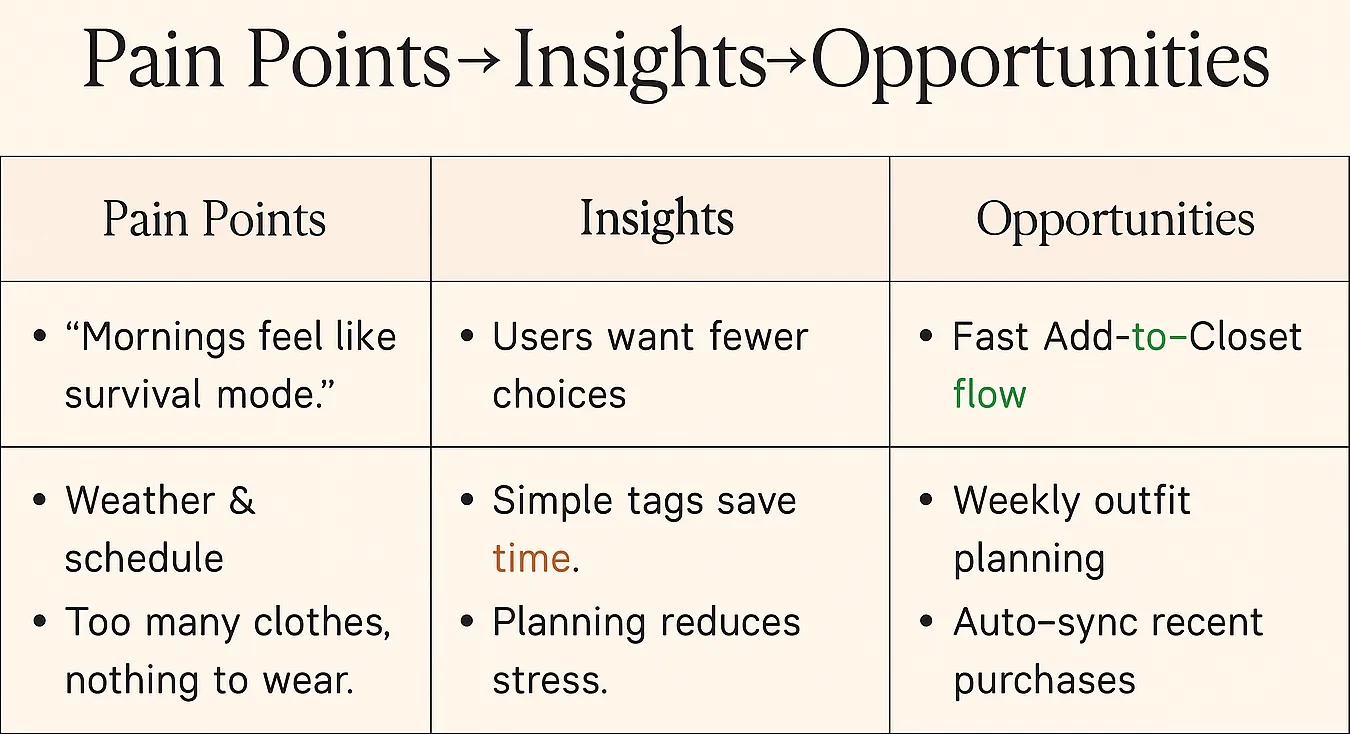 Pain Points→Insights→Opportunities
Pain Points
Insights
Opportunities
• “Mornings feel like
survival mode.”
• Users want fewer
choices
• Fast Add-to-Closet
flow
• Weather &
schedule
• Too many clothes,
nothing to wear.
• Simple tags save
time.
• Planning reduces
stress.
• Weekly outfit
planning
• Auto-sync recent
purchases